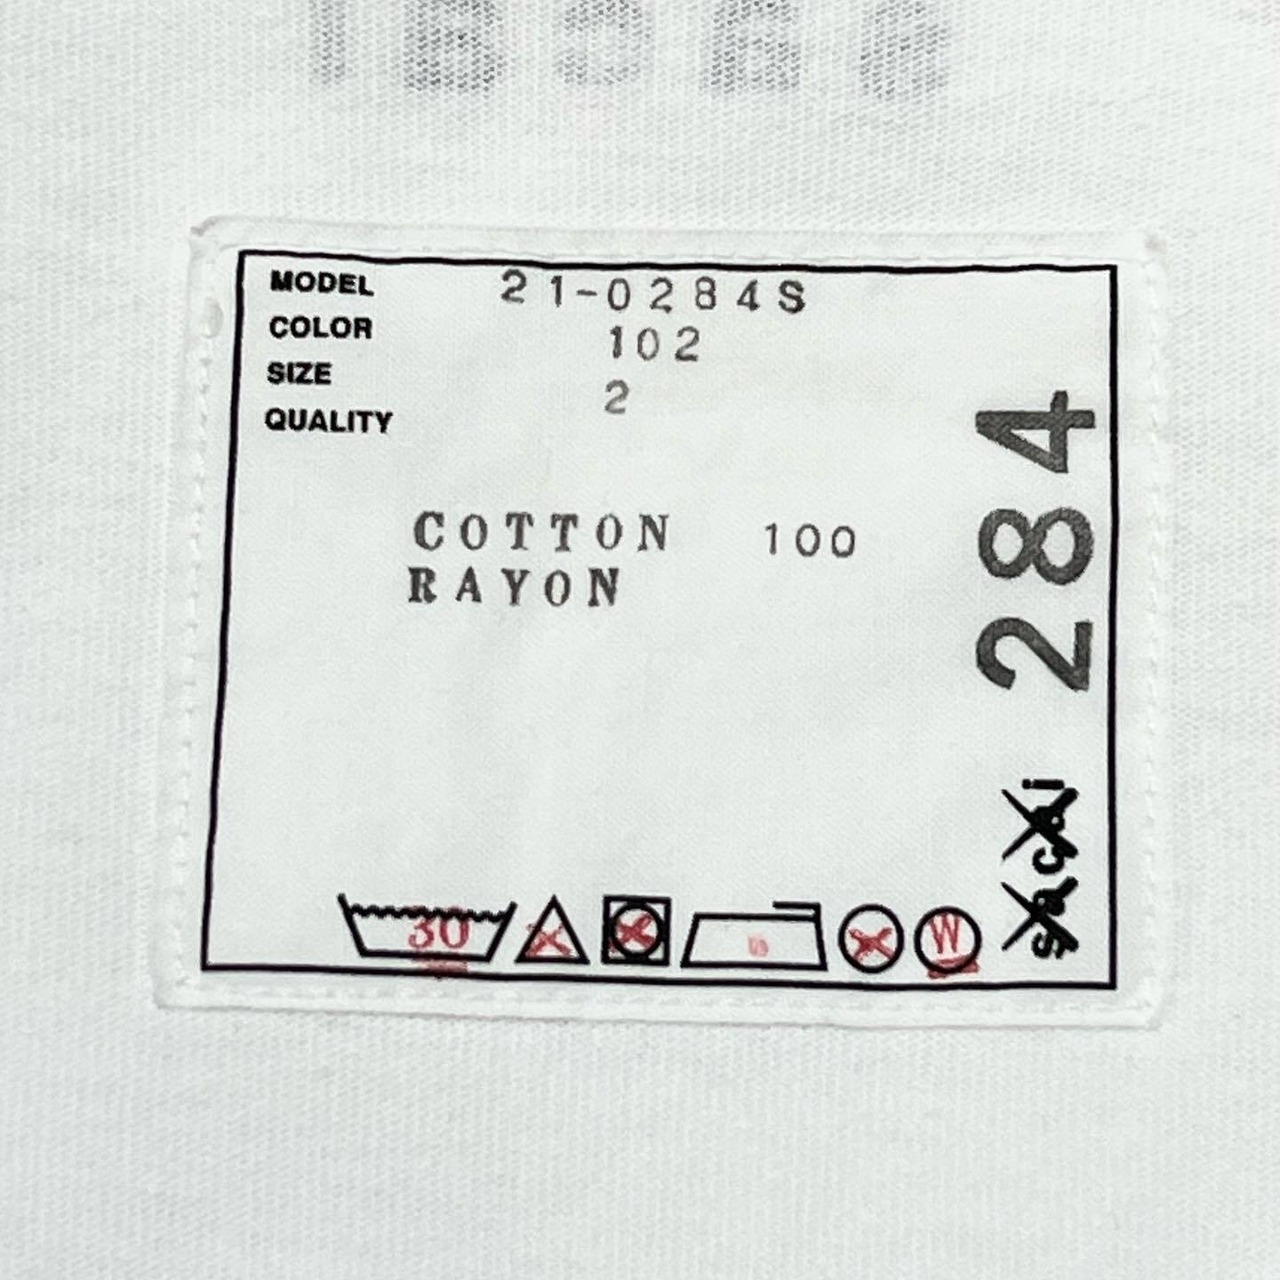 MODEL 21-0284S
COLOR 102
SIZE 2
QUALITY
COTTON 100
RAYON
30
W
sacai 284